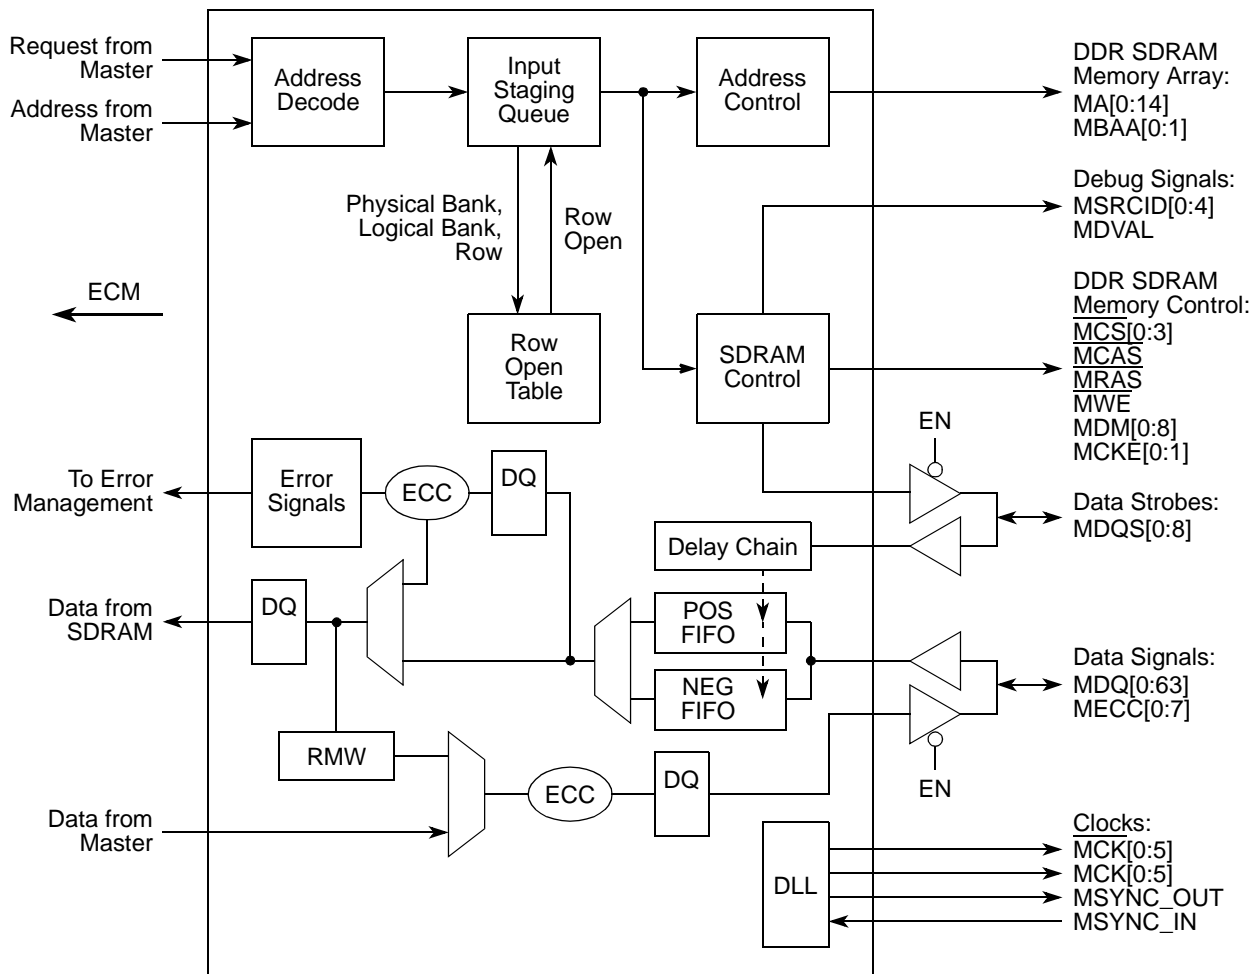 Request from
Master
Address from
Master
Address
Decode
Input
Staging
Queue
Address
Control
DDR SDRAM
Memory Array:
MA[0:14]
MBAA[0:1]
Physical Bank,
Logical Bank,
Row
Row
Open
Debug Signals:
MSRCID[0:4]
MDVAL
ECM
Row
Open
Table
SDRAM
Control
DDR SDRAM
Memory Control:
MCS[0:3]
MCAS
MRAS
MWE
MDM[0:8]
MCKE[0:1]
EN
To Error
Management
Error
Signals
ECC
DQ
Data Strobes:
MDQS[0:8]
Delay Chain
Data from
SDRAM
DQ
POS
FIFO
NEG
FIFO
Data Signals:
MDQ[0:63]
MECC[0:7]
RMW
ECC
DQ
EN
Data from
Master
DLL
Clocks:
MCK[0:5]
MCK[0:5]
MSYNC_OUT
MSYNC_IN